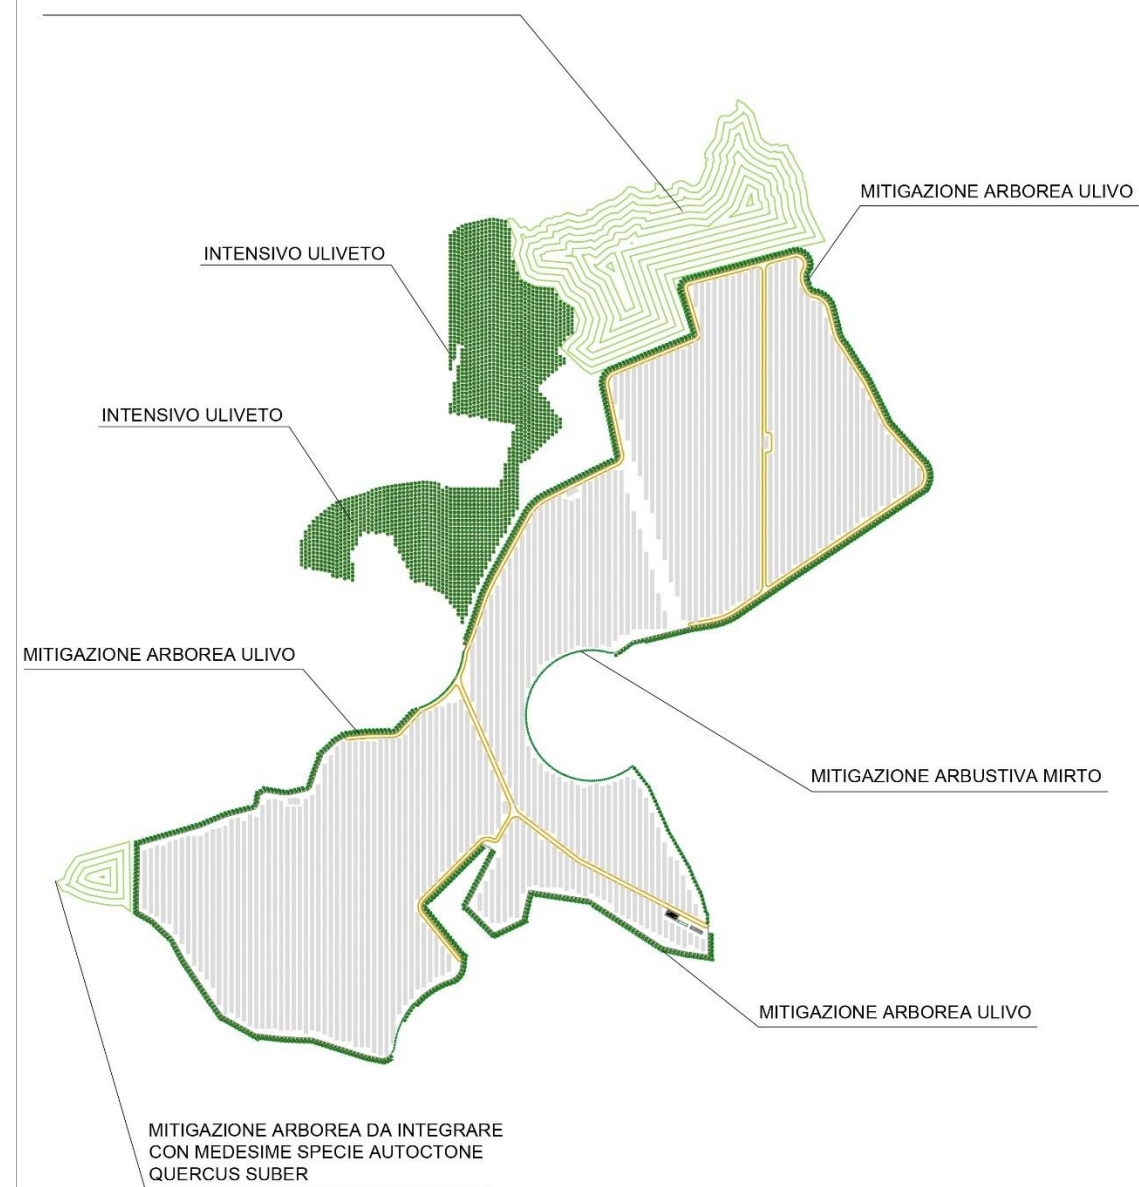 MITIGAZIONE ARBOREA ULIVO
INTENSIVO ULIVETO
INTENSIVO ULIVETO
MITIGAZIONE ARBOREA ULIVO
MITIGAZIONE ARBUSTIVA MIRTO
MITIGAZIONE ARBOREA ULIVO
MITIGAZIONE ARBOREA DA INTEGRARE
CON MEDESIME SPECIE AUTOCTONE
QUERCUS SUBER